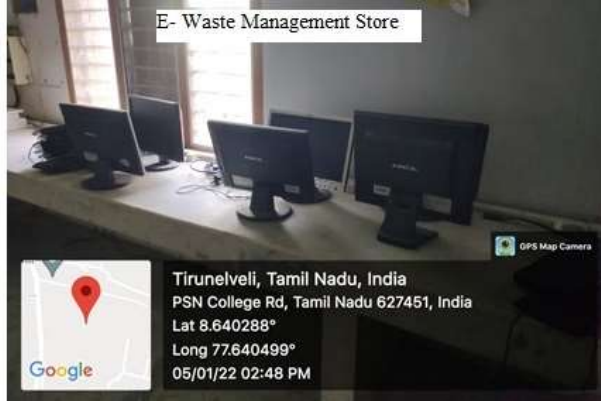 E- Waste Management Store
GPS Map Camera
Tirunelveli, Tamil Nadu, India
PSN College Rd, Tamil Nadu 627451, India
Lat 8.640288°
Long 77.640499°
05/01/22 02:48 PM
Google